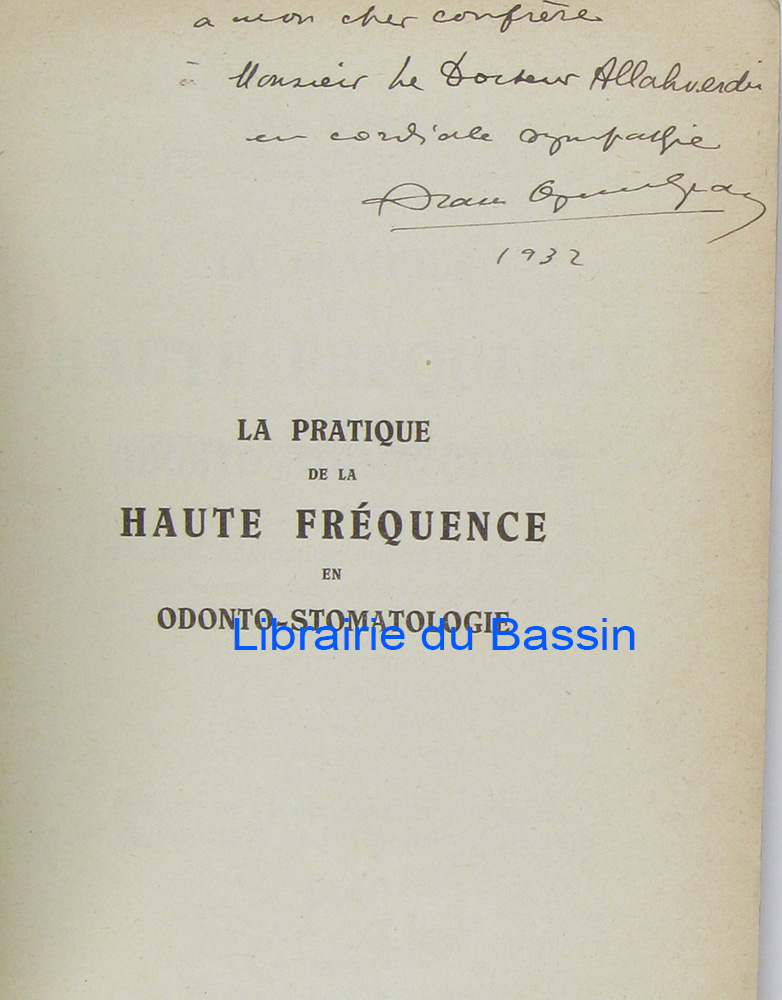 a mon cher confrère
à Monsieur Le Docteur Allahverdi
en cordiale sympathie
1932
LA PRATIQUE
DE LA
HAUTE FRÉQUENCE
EN
ODONTO-STOMATOLOGIE
Librairie du Bassin